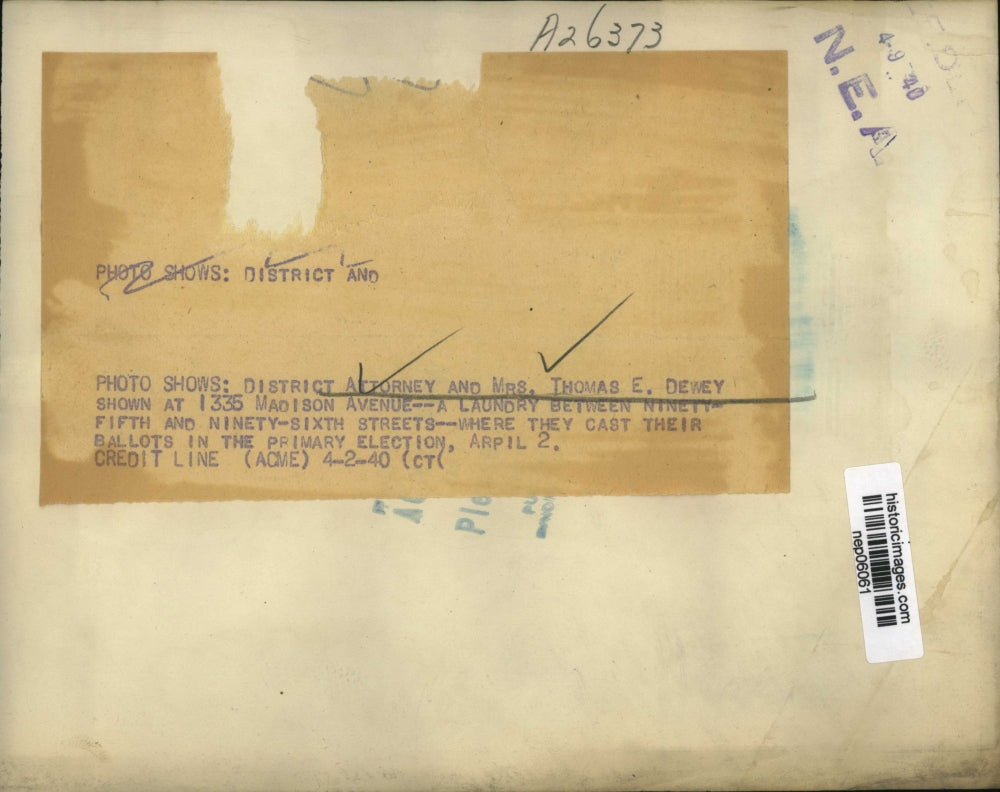 A26373
N.E.A.
4-9-40
PHOTO SHOWS: DISTRICT AND
PHOTO SHOWS: DISTRICT ATTORNEY AND MRS. THOMAS E. DEWEY
SHOWN AT 1335 MADISON AVENUE--A LAUNDRY BETWEEN NINETY-
FIFTH AND NINETY-SIXTH STREETS--WHERE THEY CAST THEIR
BALLOTS IN THE PRIMARY ELECTION, ARPIL 2.
CREDIT LINE (ACME) 4-2-40 (CT(
historicimages.com
nep06061